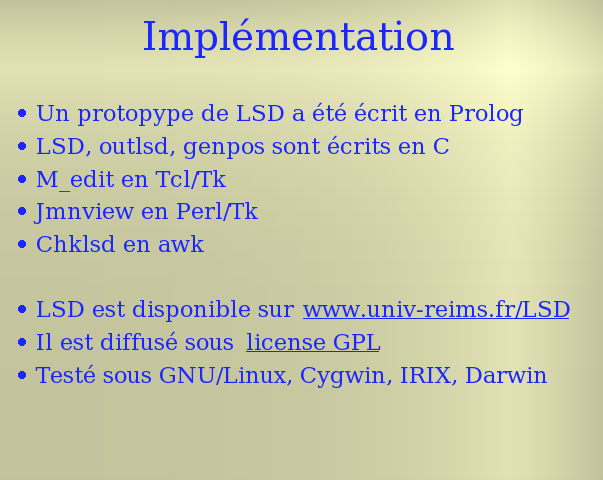 Implémentation
• Un protopype de LSD a été écrit en Prolog
• LSD, outlsd, genpos sont écrits en C
• M_edit en Tcl/Tk
• Jmnview en Perl/Tk
• Chklsd en awk
• LSD est disponible sur www.univ-reims.fr/LSD
• Il est diffusé sous license GPL
• Testé sous GNU/Linux, Cygwin, IRIX, Darwin